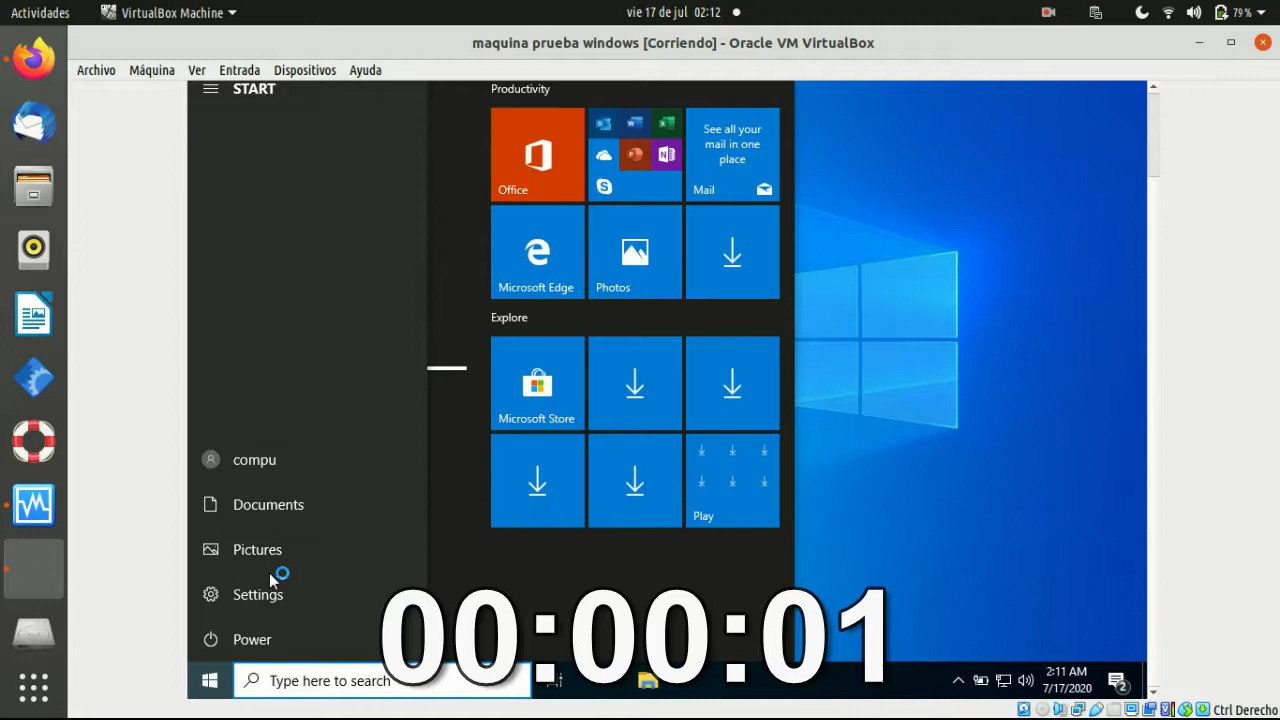 Actividades
VirtualBox Machine
vie 17 de jul 02:12
79%
maquina prueba windows [Corriendo] - Oracle VM VirtualBox
Archivo Máquina Ver Entrada Dispositivos Ayuda
START
Productivity
Office
See all your
mail in one
place
Mail
Microsoft Edge
Photos
Explore
Microsoft Store
Play
compu
Documents
Pictures
Settings
Power
00:00:01
Type here to search
2:11 AM
7/17/2020
2
Ctrl Derecho